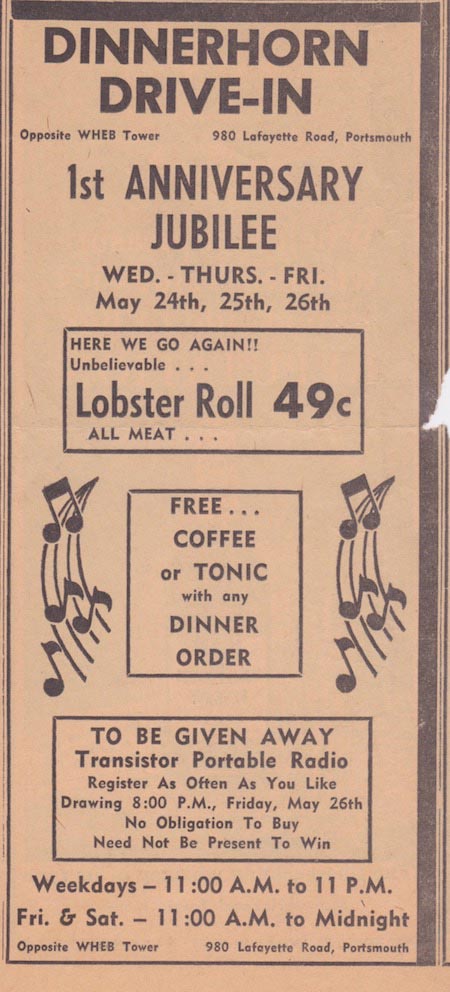 DINNERHORN
DRIVE-IN
Opposite WHEB Tower 980 Lafayette Road, Portsmouth
1st ANNIVERSARY
JUBILEE
WED. - THURS. - FRI.
May 24th, 25th, 26th
HERE WE GO AGAIN!!
Unbelievable . . .
Lobster Roll 49c
ALL MEAT . . .
FREE . . .
COFFEE
or TONIC
with any
DINNER
ORDER
TO BE GIVEN AWAY
Transistor Portable Radio
Register As Often As You Like
Drawing 8:00 P.M., Friday, May 26th
No Obligation To Buy
Need Not Be Present To Win
Weekdays – 11:00 A.M. to 11 P.M.
Fri. & Sat. – 11:00 A.M. to Midnight
Opposite WHEB Tower 980 Lafayette Road, Portsmouth